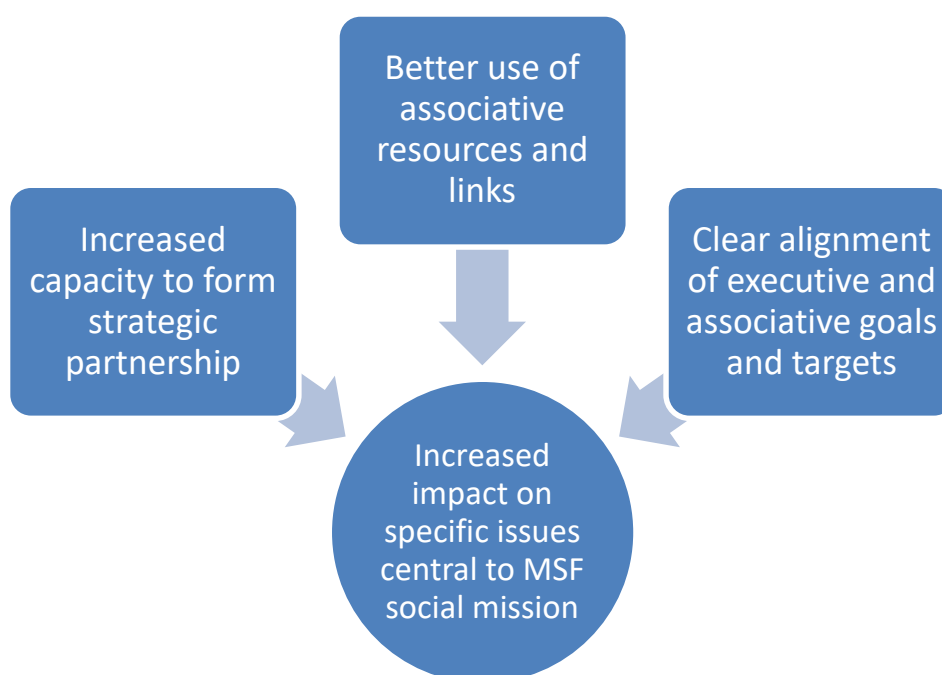 Better use of
associative
resources and
links
Increased
capacity to form
strategic
partnership
Clear alignment
of executive and
associative goals
and targets
Increased
impact on
specific issues
central to MSF
social mission